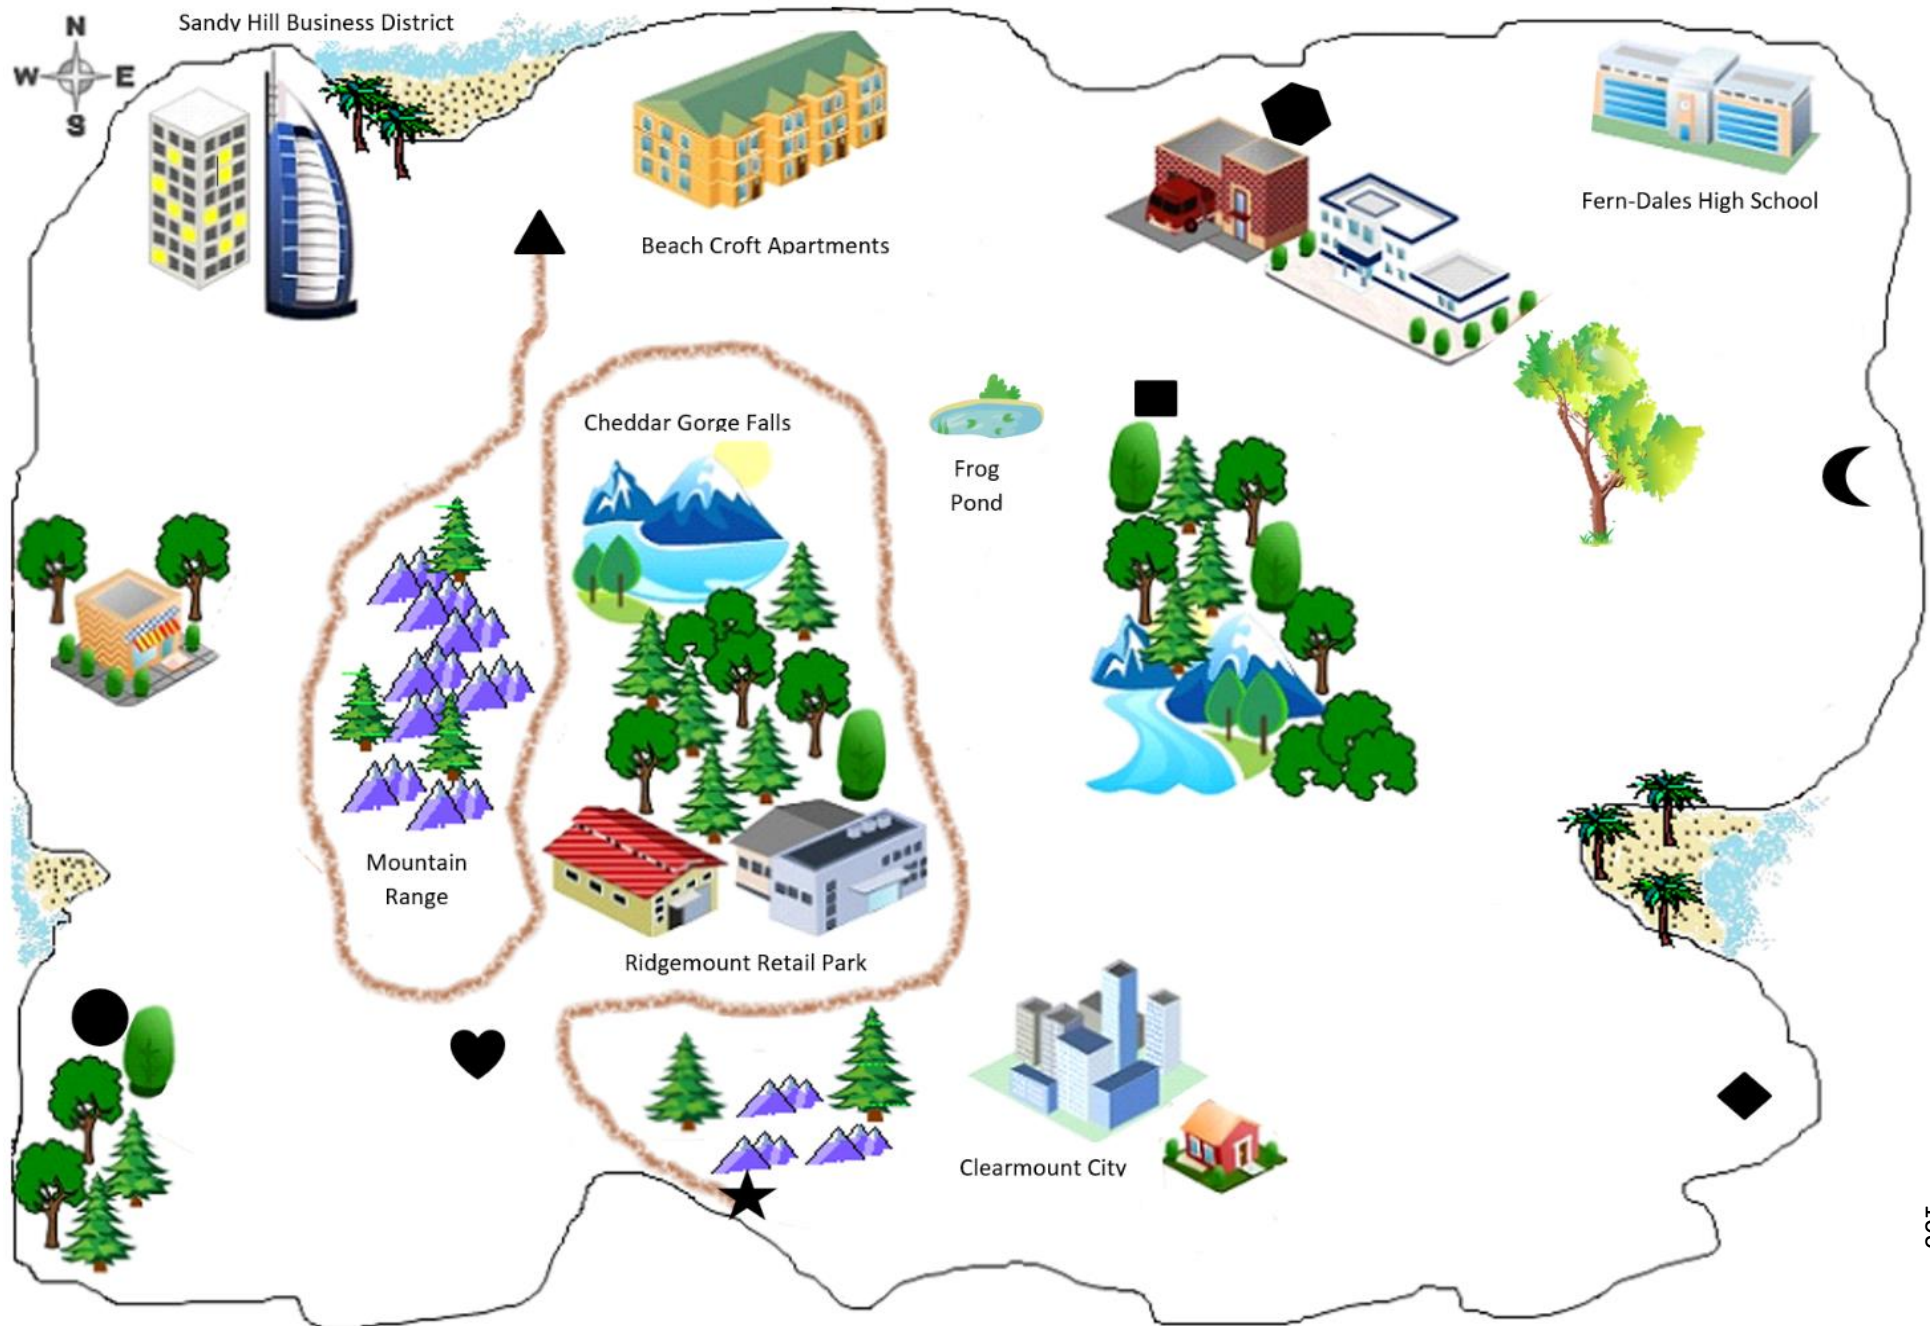 Sandy Hill Business District
N
W E
S
Beach Croft Apartments
Fern-Dales High School
Cheddar Gorge Falls
Frog
Pond
Mountain
Range
Ridgemount Retail Park
Clearmount City